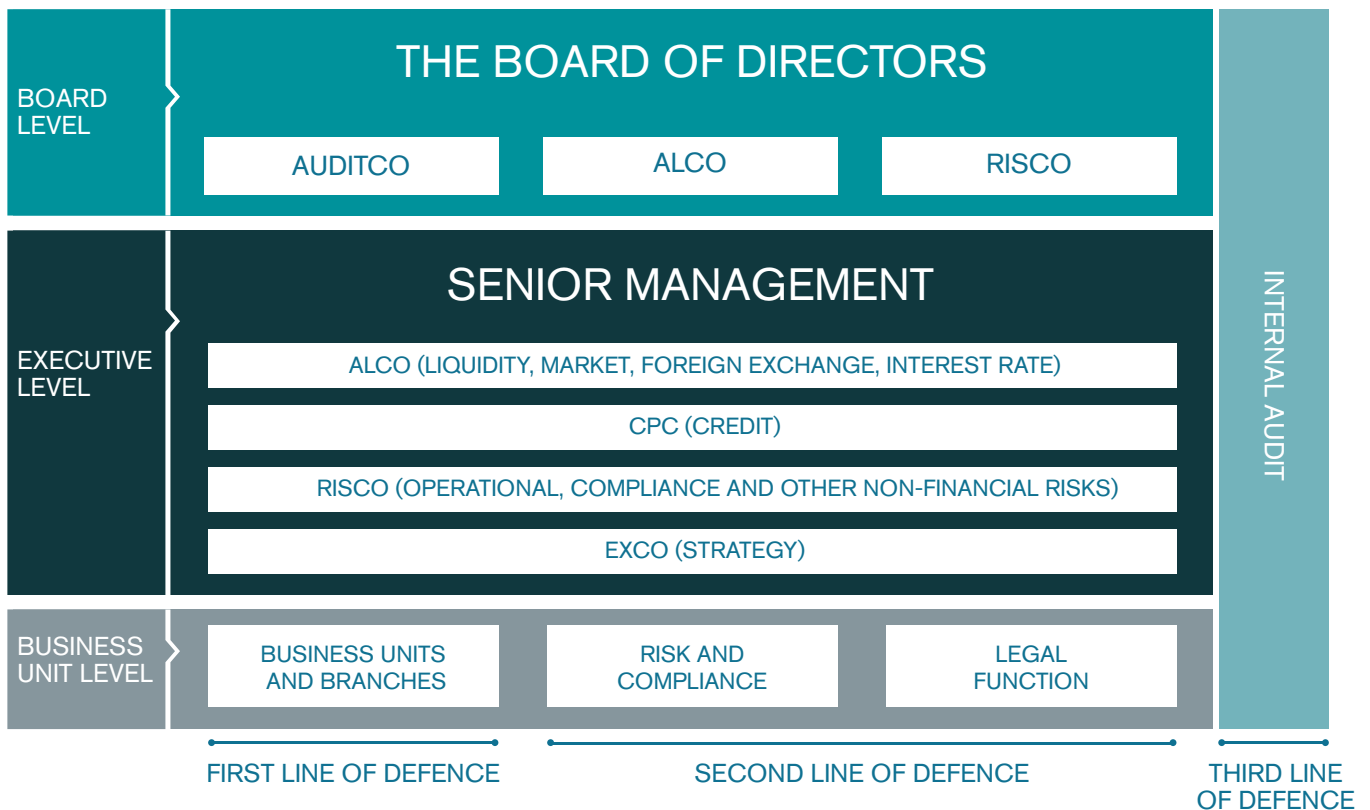 BOARD
LEVEL
THE BOARD OF DIRECTORS
AUDITCO
ALCO
RISCO
EXECUTIVE
LEVEL
SENIOR MANAGEMENT
ALCO (LIQUIDITY, MARKET, FOREIGN EXCHANGE, INTEREST RATE)
CPC (CREDIT)
RISCO (OPERATIONAL, COMPLIANCE AND OTHER NON-FINANCIAL RISKS)
EXCO (STRATEGY)
BUSINESS
UNIT LEVEL
BUSINESS UNITS
AND BRANCHES
RISK AND
COMPLIANCE
LEGAL
FUNCTION
INTERNAL AUDIT
FIRST LINE OF DEFENCE
SECOND LINE OF DEFENCE
THIRD LINE
OF DEFENCE